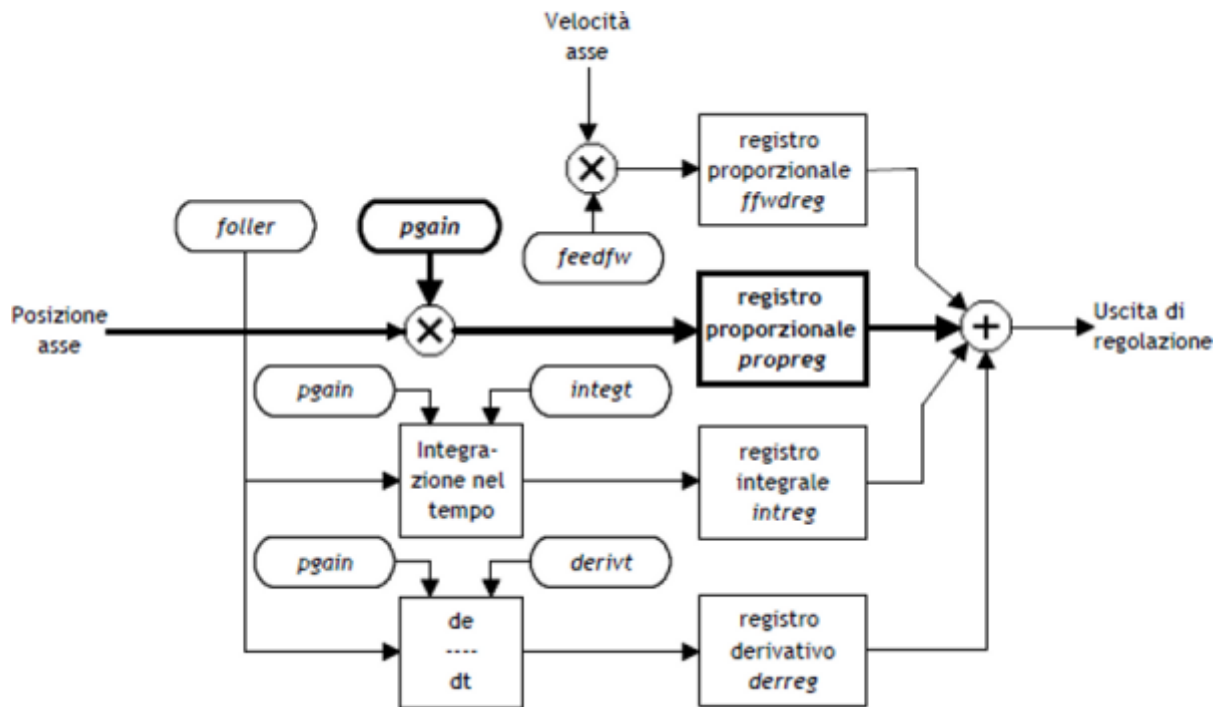 Velocità
asse
registro
proporzionale
ffwdreg
foller
pgain
feedfw
Posizione
asse
registro
proporzionale
propreg
Uscita di
regolazione
pgain
integt
Integra-
zione nel
tempo
registro
integrale
intreg
pgain
derivt
de
----
dt
registro
derivativo
derreg